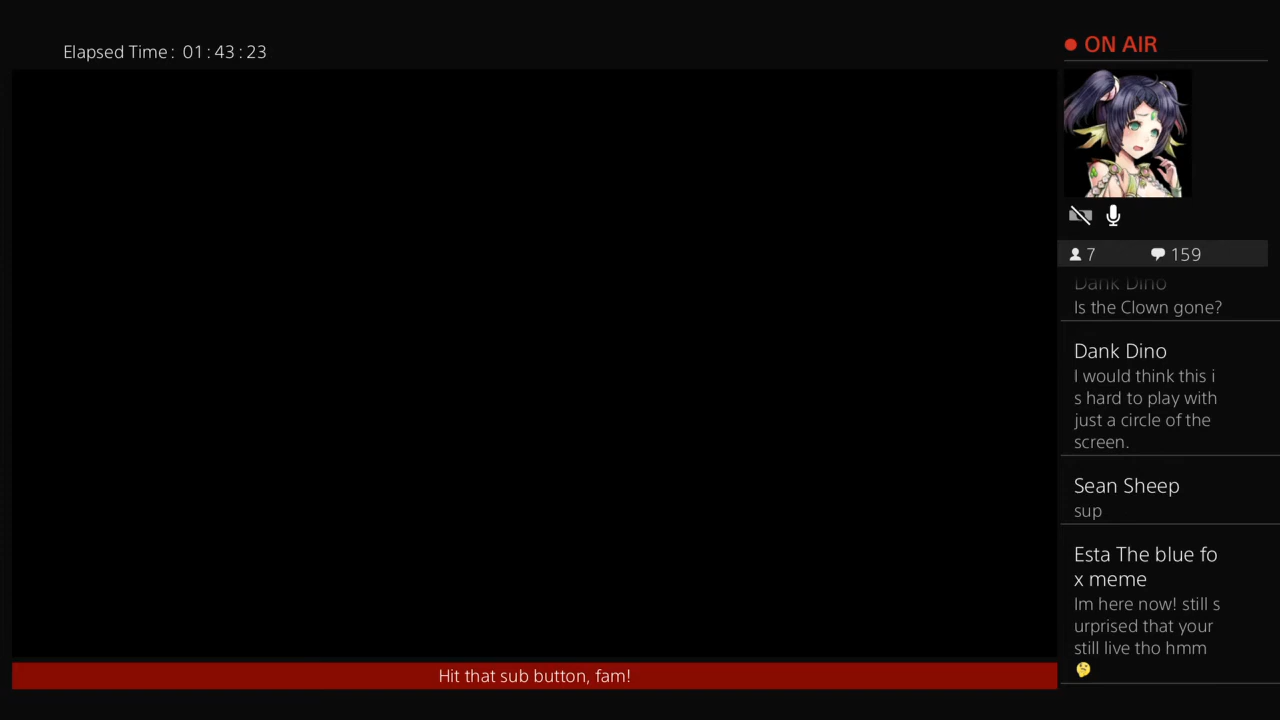 Elapsed Time: 01:43:23
ON AIR
7 159
Dank Dino
Is the Clown gone?
Dank Dino
I would think this i
s hard to play with
just a circle of the
screen.
Sean Sheep
sup
Esta The blue fo
x meme
Im here now! still s
urprised that your
still live tho hmm
🤔
Hit that sub button, fam!